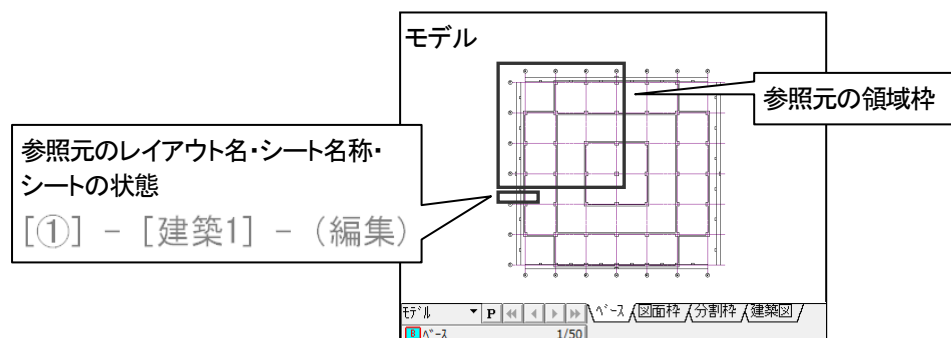 モデル
参照元の領域枠
参照元のレイアウト名・シート名称・
シートの状態
[①] - [建築1] - (編集)
ﾓﾃﾞﾙ P ﾍﾞｰｽ 図面枠 分割枠 建築図
B ﾍﾞｰｽ 1/50